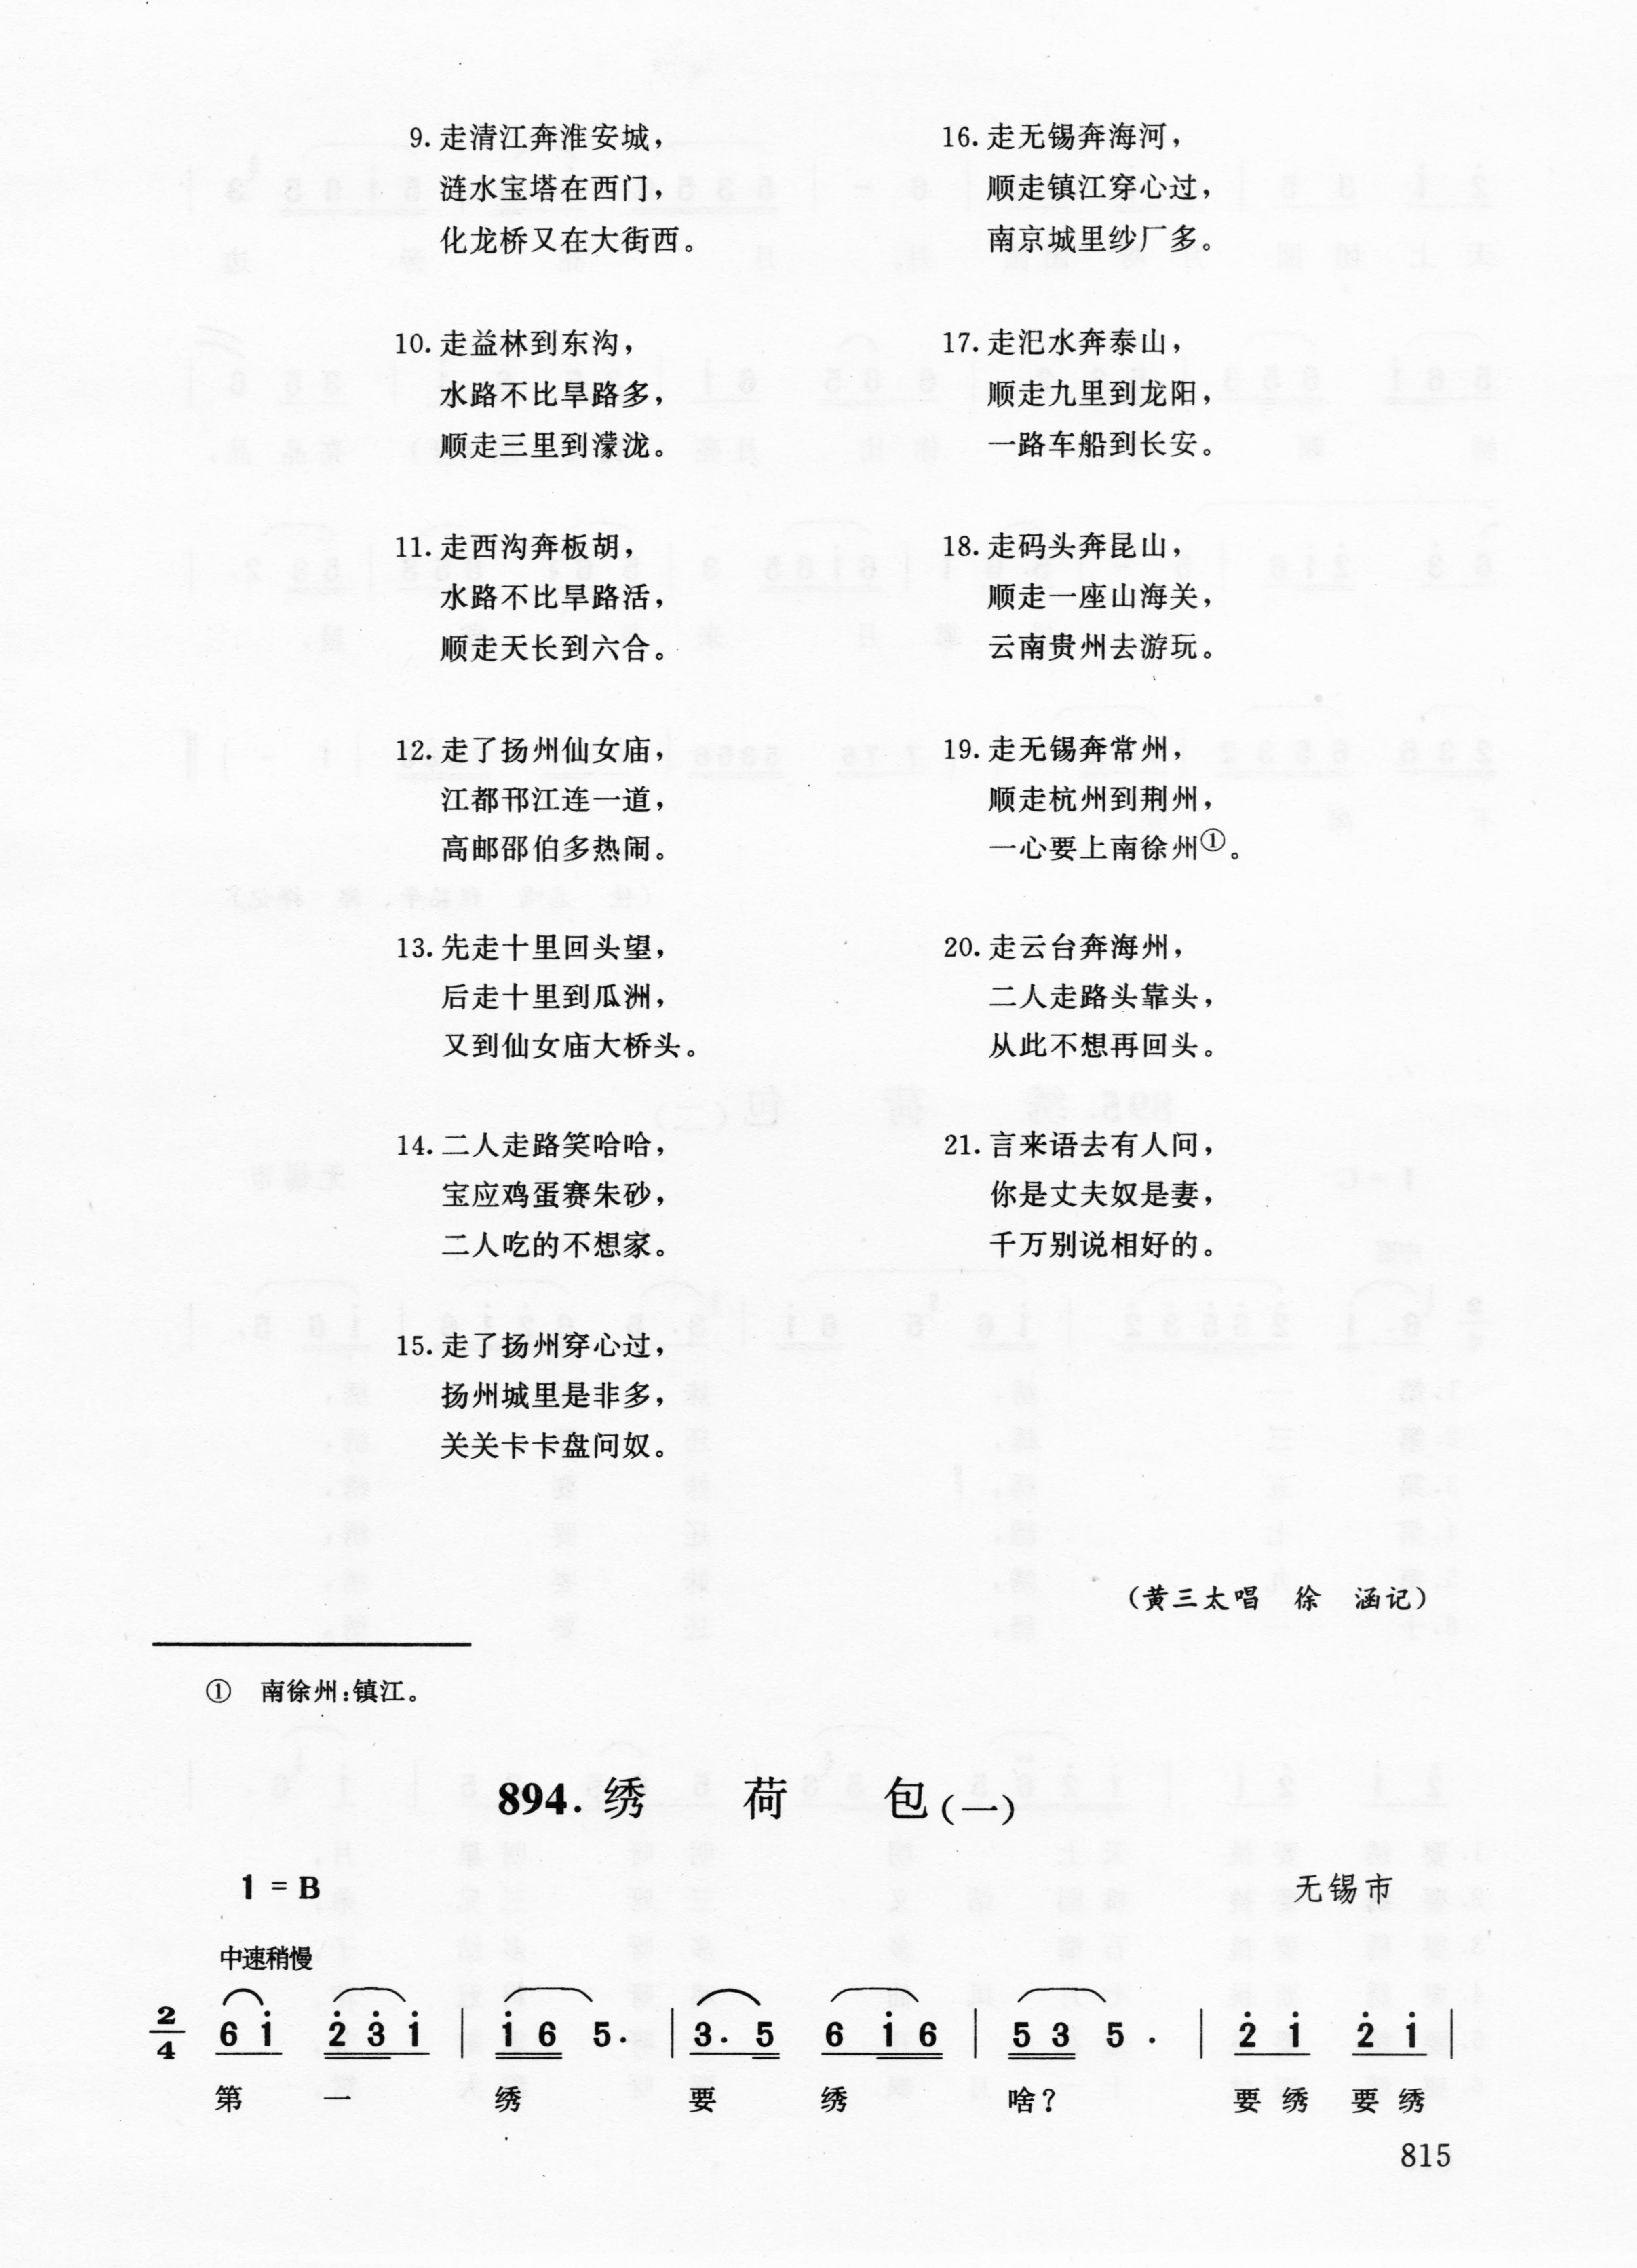 9. 走清江奔淮安城，
涟水宝塔在西门，
化龙桥又在大街西。
10. 走益林到东沟，
水路不比旱路多，
顺走三里到濛泷。
11. 走西沟奔板胡，
水路不比旱路活，
顺走天长到六合。
12. 走了扬州仙女庙，
江都邗江连一道，
高邮邵伯多热闹。
13. 先走十里回头望，
后走十里到瓜洲，
又到仙女庙大桥头。
14. 二人走路笑哈哈，
宝应鸡蛋赛朱砂，
二人吃的不想家。
15. 走了扬州穿心过，
扬州城里是非多，
关关卡卡盘问奴。
16. 走无锡奔海河，
顺走镇江穿心过，
南京城里纱厂多。
17. 走汜水奔泰山，
顺走九里到龙阳，
一路车船到长安。
18. 走码头奔昆山，
顺走一座山海关，
云南贵州去游玩。
19. 走无锡奔常州，
顺走杭州到荆州，
一心要上南徐州①。
20. 走云台奔海州，
二人走路头靠头，
从此不想再回头。
21. 言来语去有人问，
你是丈夫奴是妻，
千万别说相好的。
（黄三太唱 徐 涵记）
① 南徐州：镇江。
894. 绣 荷 包（一）
1 = B 无锡市
中速稍慢
2/4 6 i̇ 2̇ 3̇ i̇ | i̇ 6 5. | 3. 5 6 i̇ 6 | 5 3 5. | 2̇ i̇ 2̇ i̇ |
第 一 绣 要 绣 啥？ 要 绣 要 绣
815